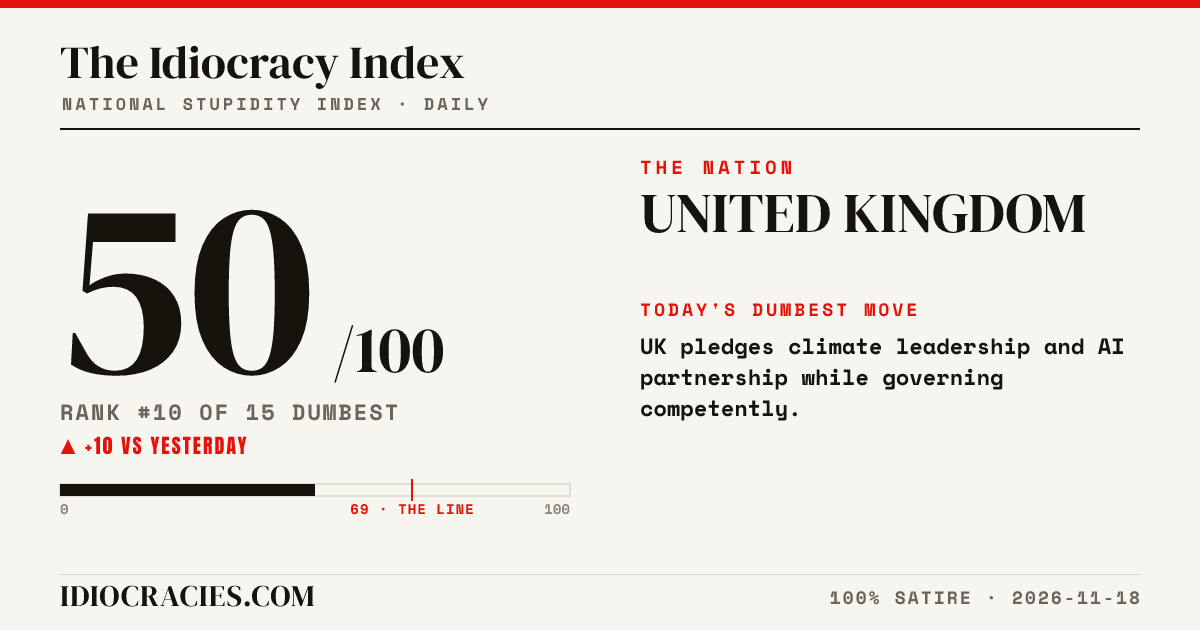 The Idiocracy Index
NATIONAL STUPIDITY INDEX · DAILY
50 /100
RANK #10 OF 15 DUMBEST
▲ +10 VS YESTERDAY
0 69 · THE LINE 100
THE NATION
UNITED KINGDOM
TODAY'S DUMBEST MOVE
UK pledges climate leadership and AI
partnership while governing
competently.
IDIOCRACIES.COM
100% SATIRE · 2026-11-18